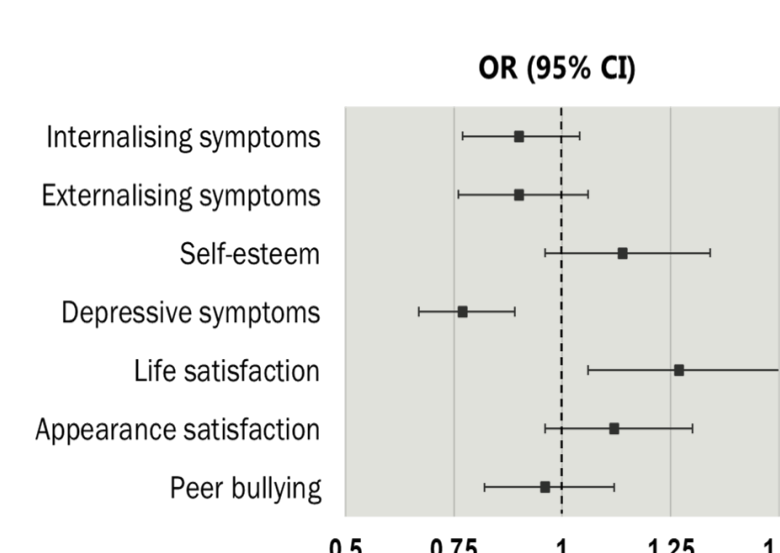 OR (95% CI)
Internalising symptoms
Externalising symptoms
Self-esteem
Depressive symptoms
Life satisfaction
Appearance satisfaction
Peer bullying
0.5 0.75 1 1.25